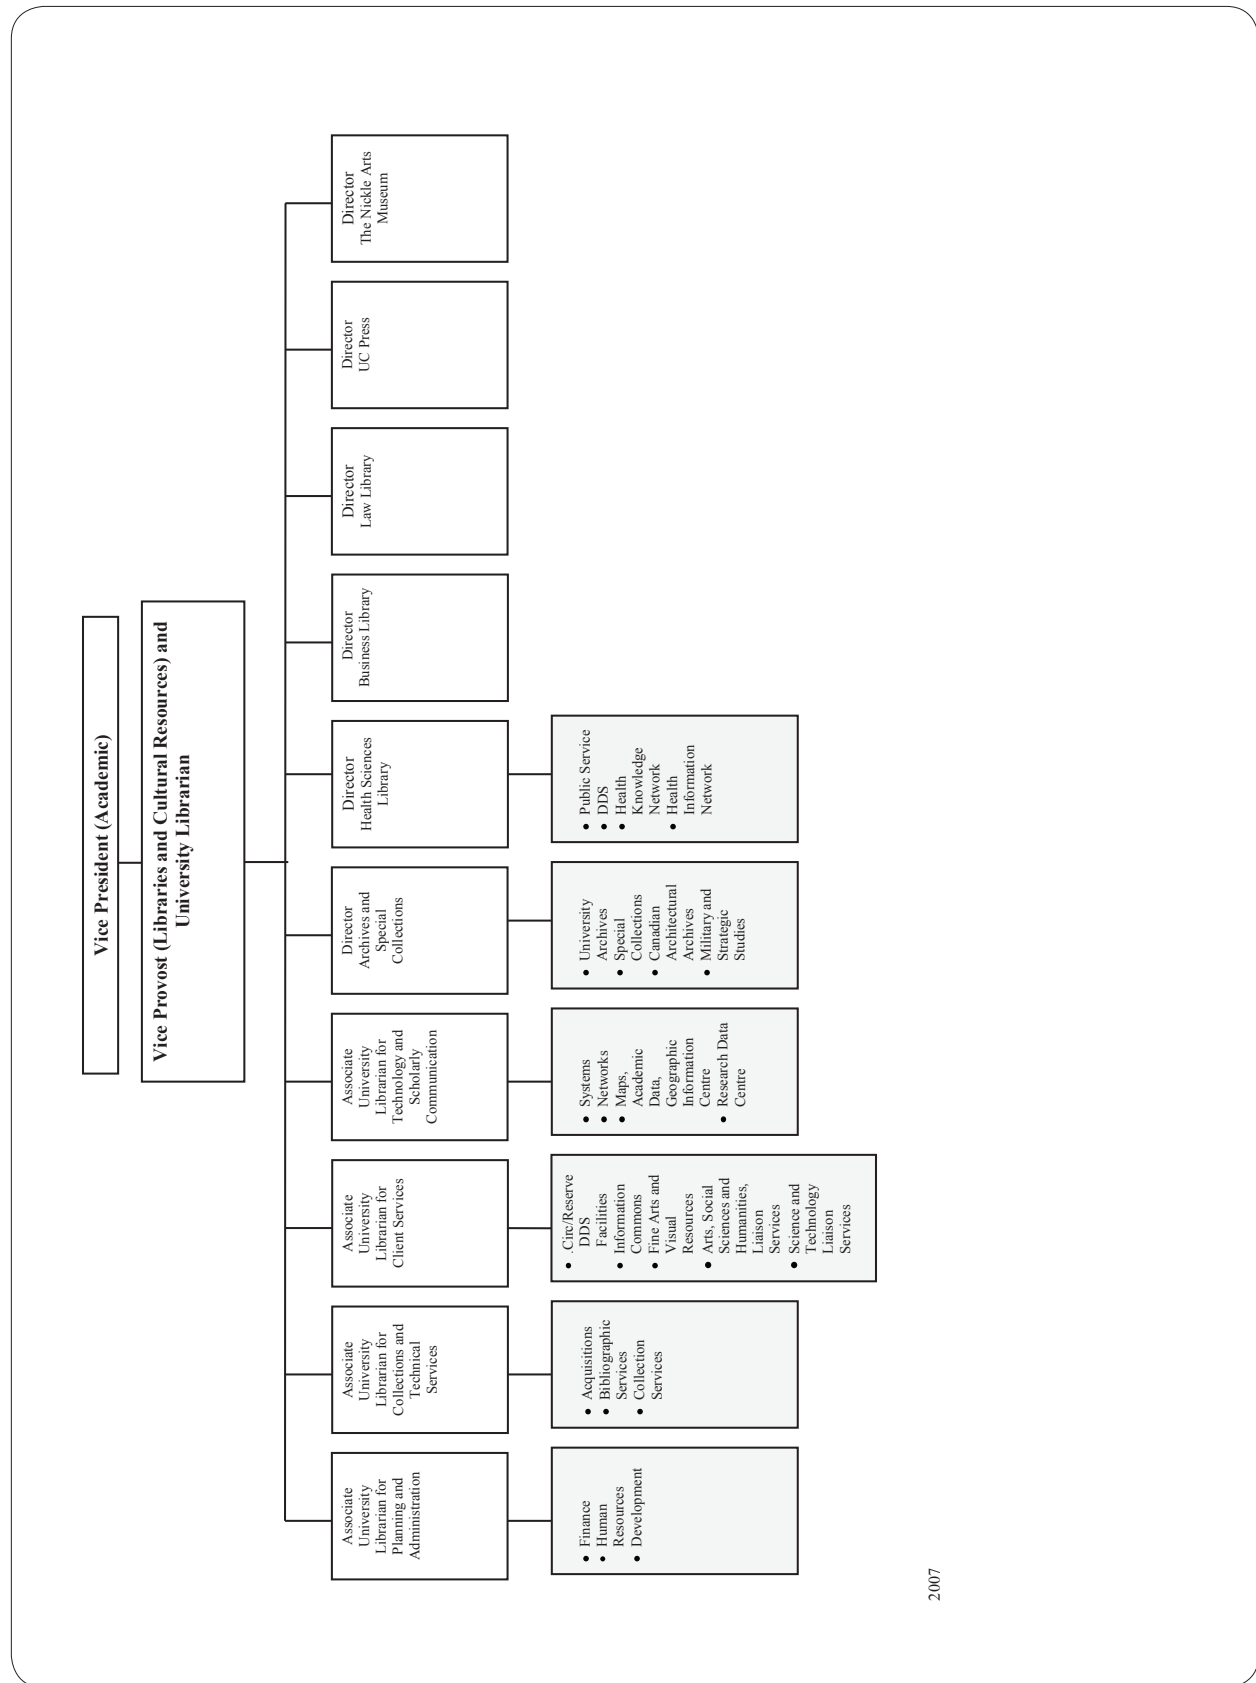 Vice President (Academic)
Vice Provost (Libraries and Cultural Resources) and
University Librarian
Associate
University
Librarian for
Planning and
Administration
Associate
University
Librarian for
Collections and
Technical
Services
Associate
University
Librarian for
Client Services
Associate
University
Librarian for
Technology and
Scholarly
Communication
Director
Archives and
Special
Collections
Director
Health Sciences
Library
Director
Business Library
Director
Law Library
Director
UC Press
Director
The Nickle Arts
Museum
• Finance
• Human
Resources
• Development
• Acquisitions
• Bibliographic
Services
• Collection
Services
• .Circ/Reserve
DDS
Facilities
• Information
Commons
• Fine Arts and
Visual
Resources
• Arts, Social
Sciences and
Humanities,
Liaison
Services
• Science and
Technology
Liaison
Services
• Systems
• Networks
• Maps,
Academic
Data,
Geographic
Information
Centre
• Research Data
Centre
• University
Archives
• Special
Collections
• Canadian
Architectural
Archives
• Military and
Strategic
Studies
• Public Service
• DDS
• Health
Knowledge
Network
• Health
Information
Network
2007